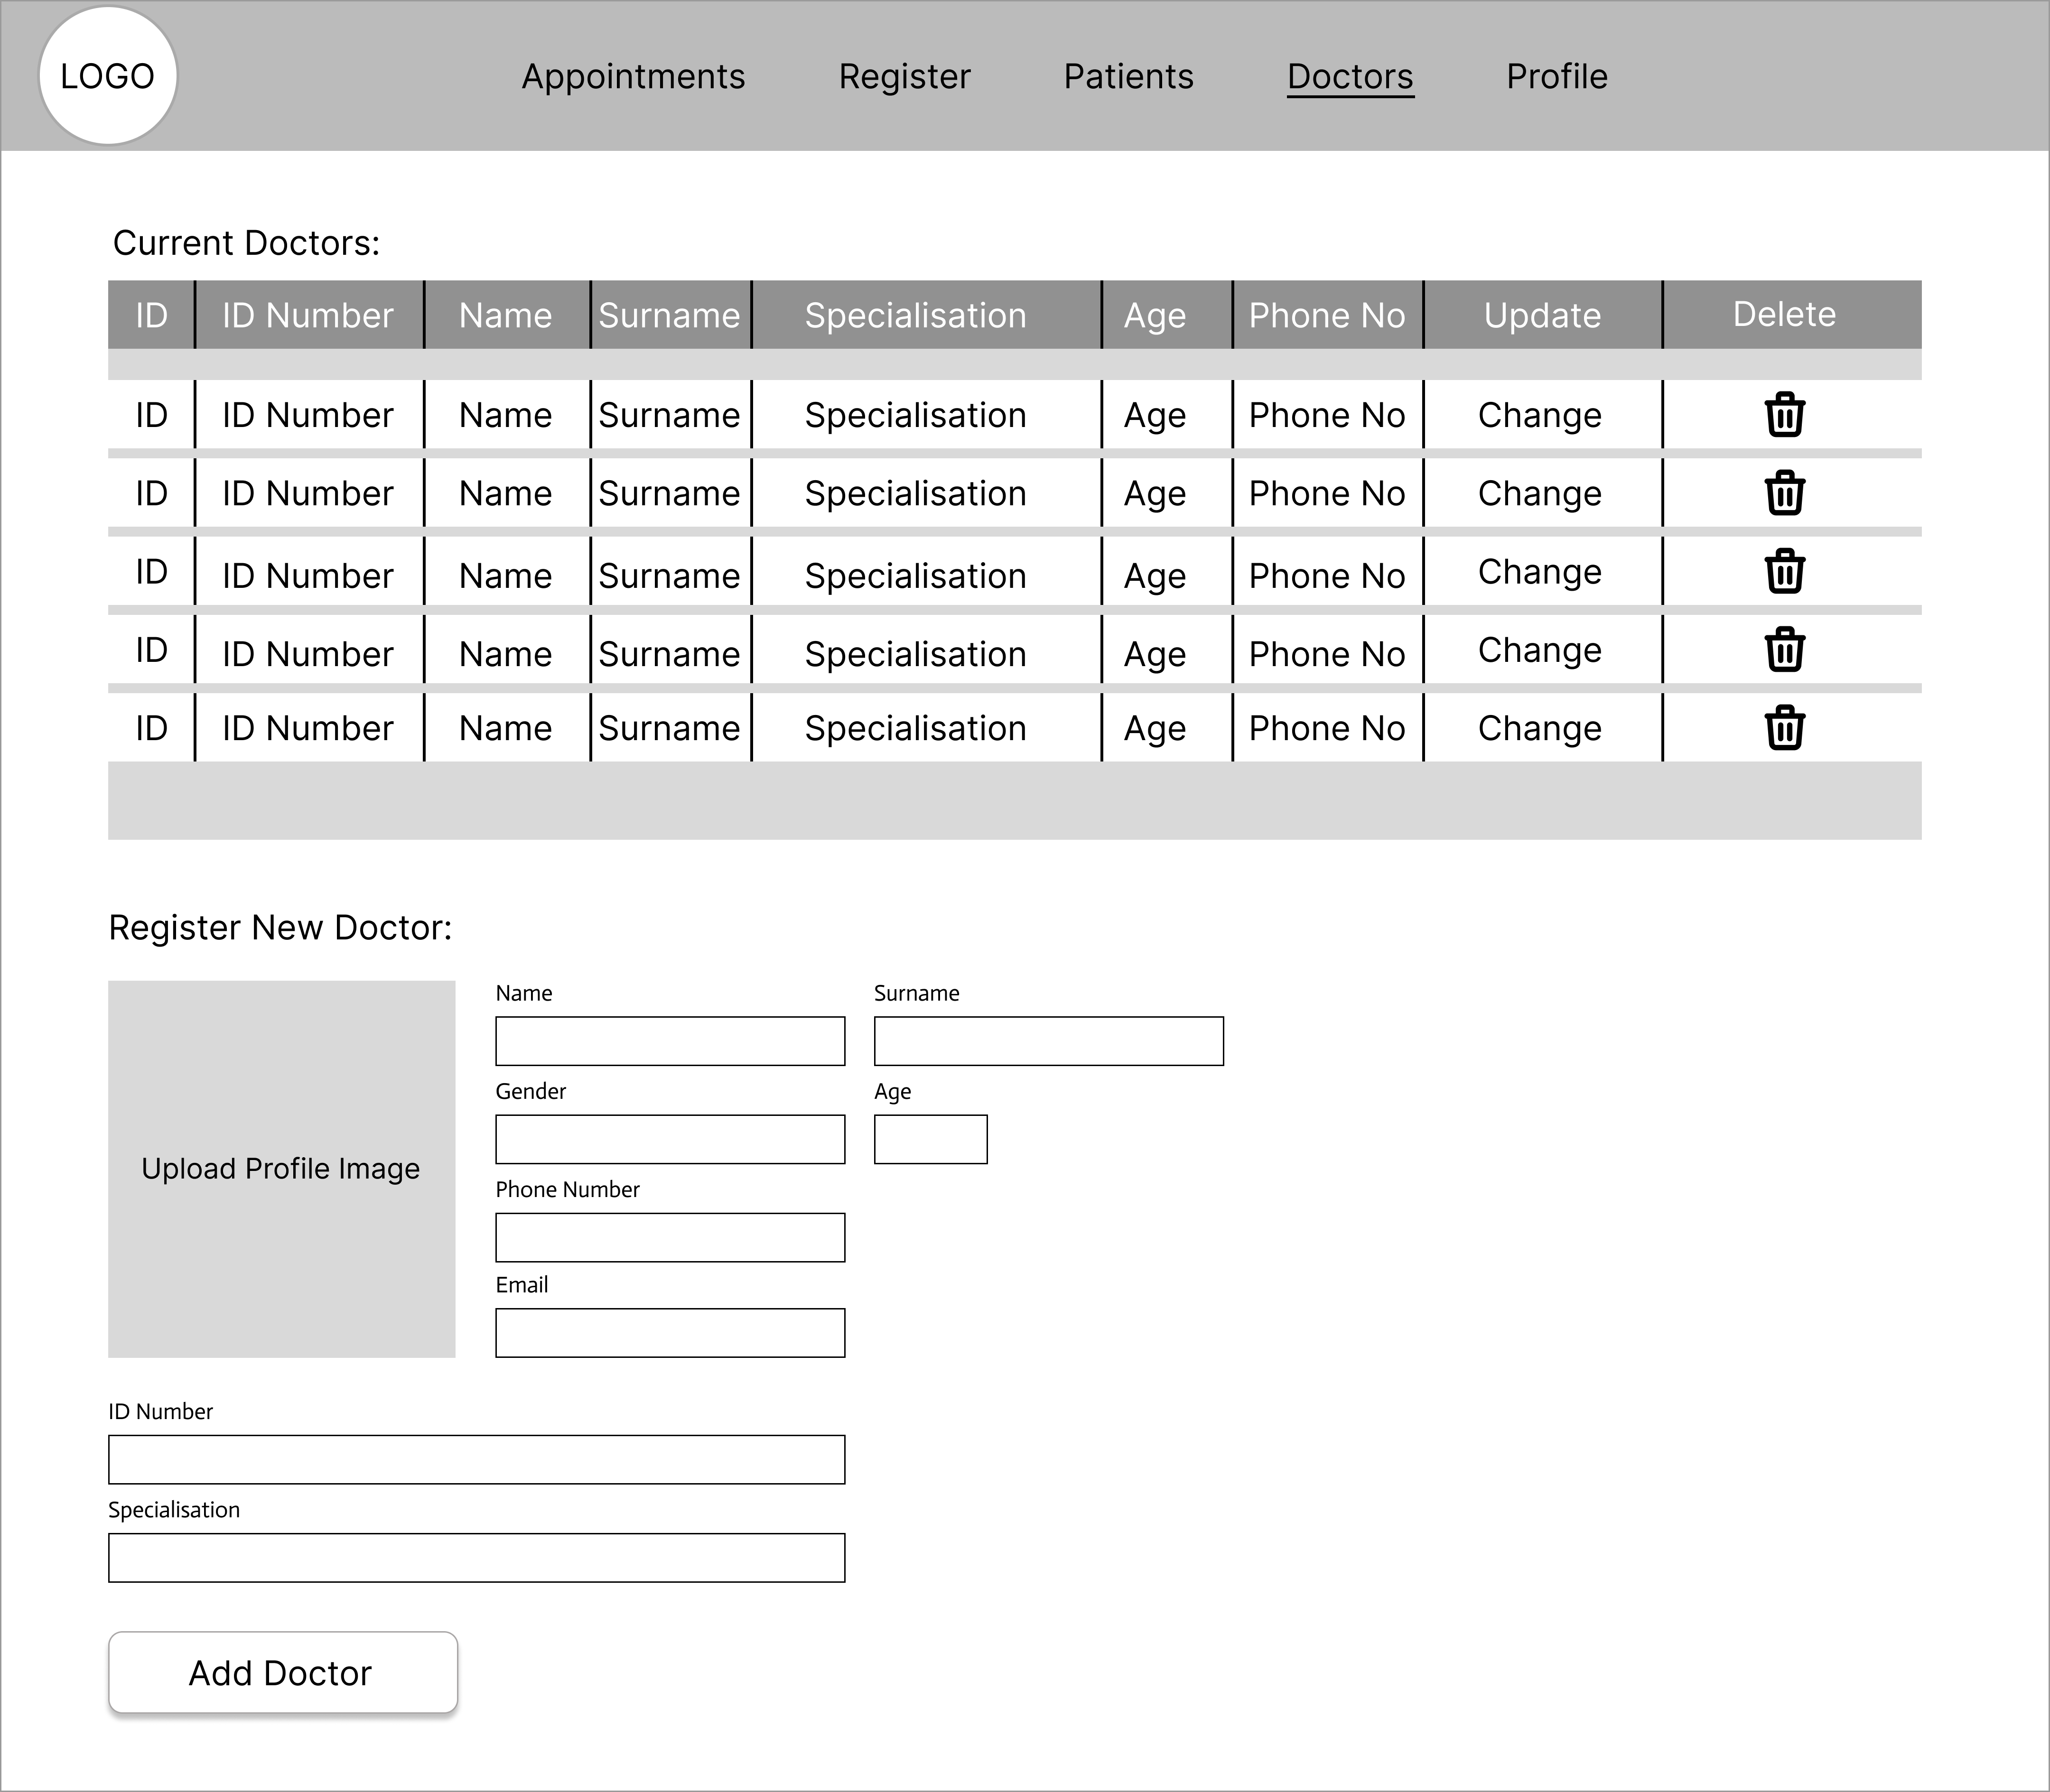 LOGO Appointments Register Patients Doctors Profile
Current Doctors:
ID ID Number Name Surname Specialisation Age Phone No Update Delete
ID ID Number Name Surname Specialisation Age Phone No Change
ID ID Number Name Surname Specialisation Age Phone No Change
ID ID Number Name Surname Specialisation Age Phone No Change
ID ID Number Name Surname Specialisation Age Phone No Change
ID ID Number Name Surname Specialisation Age Phone No Change
Register New Doctor:
Upload Profile Image
Name Surname
Gender Age
Phone Number
Email
ID Number
Specialisation
Add Doctor